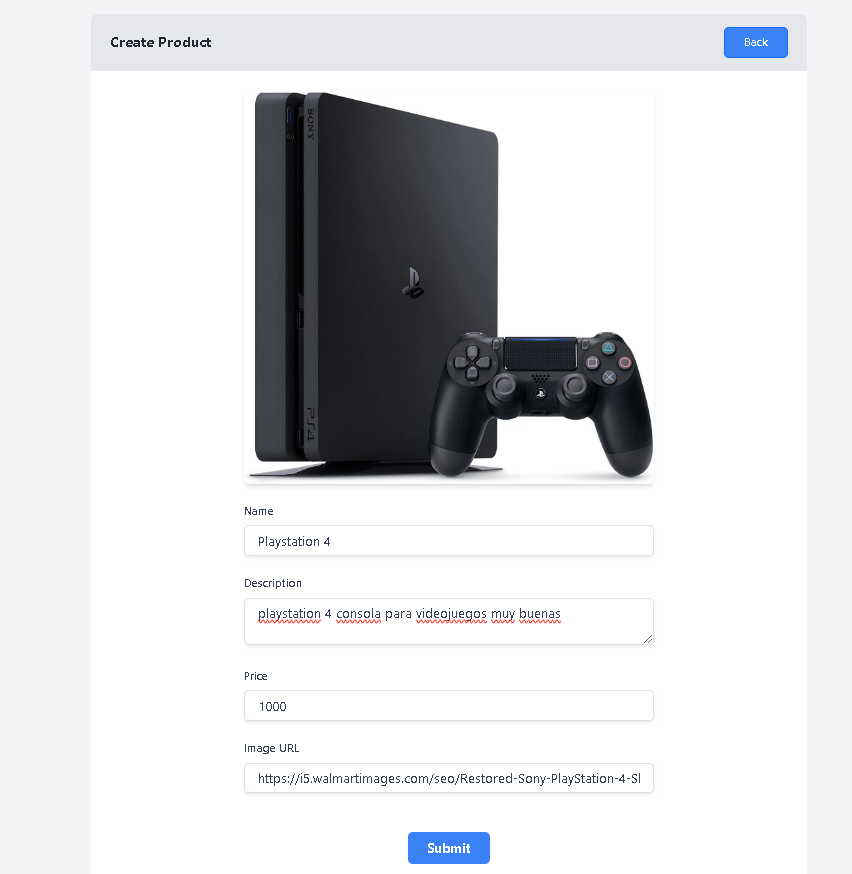 Create Product
Back
SONY
PS4
Name
Playstation 4
Description
playstation 4 consola para videojuegos muy buenas
Price
1000
Image URL
https://i5.walmartimages.com/seo/Restored-Sony-PlayStation-4-Sl
Submit